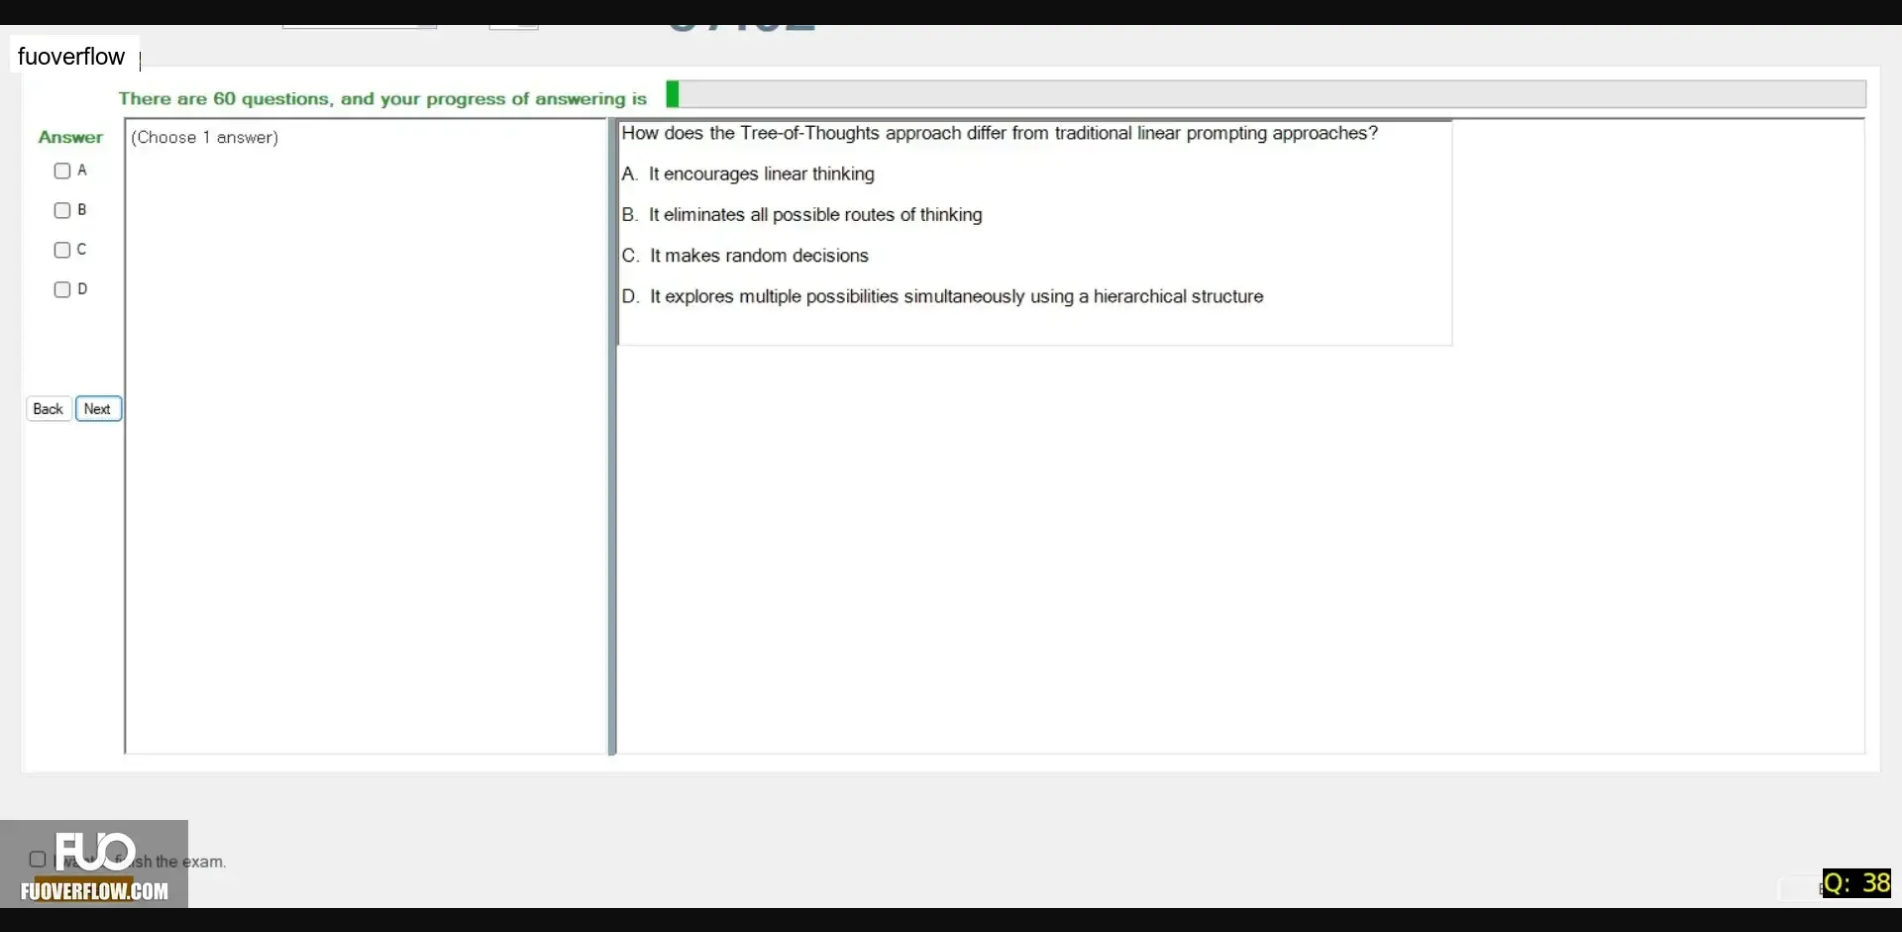 fuoverflow
There are 60 questions, and your progress of answering is
Answer
(Choose 1 answer)
A
B
C
D
Back
Next
How does the Tree-of-Thoughts approach differ from traditional linear prompting approaches?
A. It encourages linear thinking
B. It eliminates all possible routes of thinking
C. It makes random decisions
D. It explores multiple possibilities simultaneously using a hierarchical structure
the exam.
FUO
FUOVERFLOW.COM
Q: 38